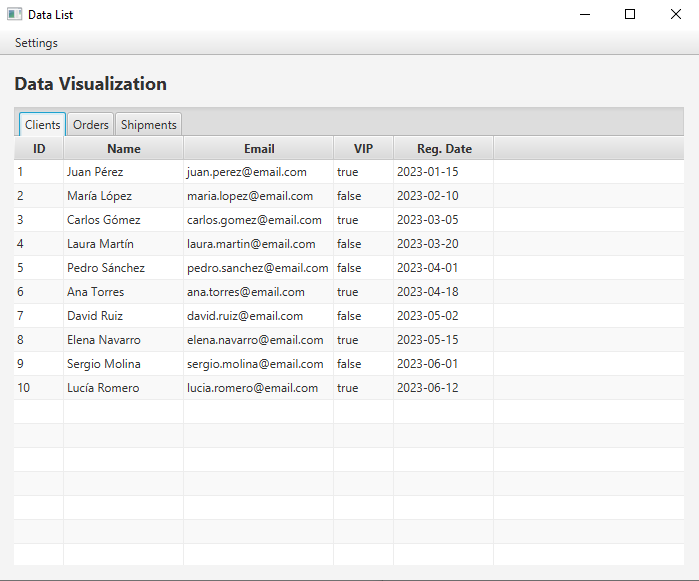 Data List
Settings
Data Visualization
Clients Orders Shipments
ID Name Email VIP Reg. Date
1 Juan Pérez juan.perez@email.com true 2023-01-15
2 María López maria.lopez@email.com false 2023-02-10
3 Carlos Gómez carlos.gomez@email.com true 2023-03-05
4 Laura Martín laura.martin@email.com false 2023-03-20
5 Pedro Sánchez pedro.sanchez@email.com false 2023-04-01
6 Ana Torres ana.torres@email.com true 2023-04-18
7 David Ruiz david.ruiz@email.com false 2023-05-02
8 Elena Navarro elena.navarro@email.com true 2023-05-15
9 Sergio Molina sergio.molina@email.com false 2023-06-01
10 Lucía Romero lucia.romero@email.com true 2023-06-12